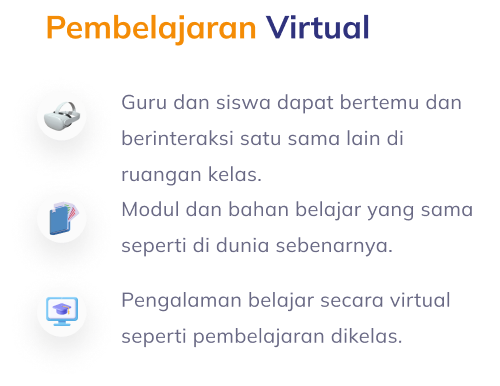 Pembelajaran Virtual
Guru dan siswa dapat bertemu dan
berinteraksi satu sama lain di
ruangan kelas.
Modul dan bahan belajar yang sama
seperti di dunia sebenarnya.
Pengalaman belajar secara virtual
seperti pembelajaran dikelas.